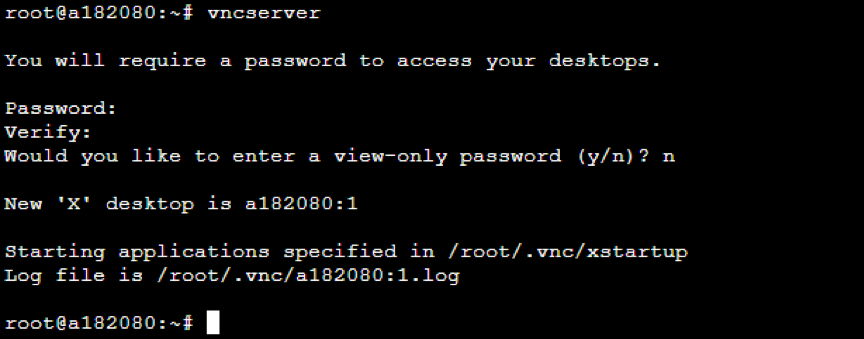 root@a182080:~# vncserver
You will require a password to access your desktops.
Password:
Verify:
Would you like to enter a view-only password (y/n)? n
New 'X' desktop is a182080:1
Starting applications specified in /root/.vnc/xstartup
Log file is /root/.vnc/a182080:1.log
root@a182080:~#